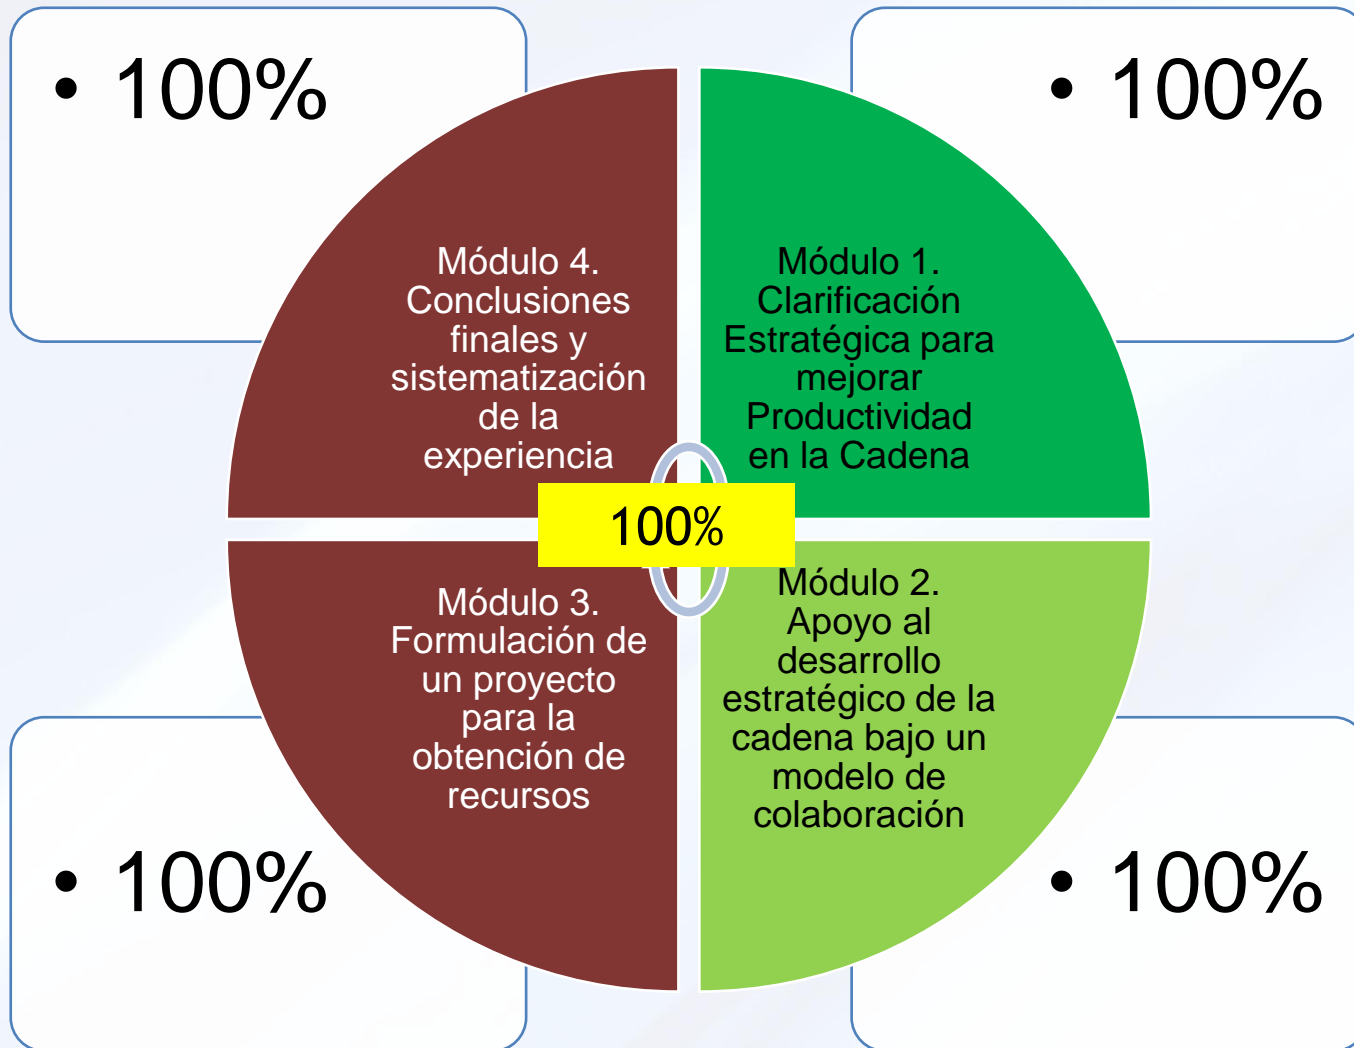 • 100%
• 100%
Módulo 4.
Conclusiones
finales y
sistematización
de la
experiencia
Módulo 1.
Clarificación
Estratégica para
mejorar
Productividad
en la Cadena
100%
Módulo 3.
Formulación de
un proyecto
para la
obtención de
recursos
Módulo 2.
Apoyo al
desarrollo
estratégico de la
cadena bajo un
modelo de
colaboración
• 100%
• 100%